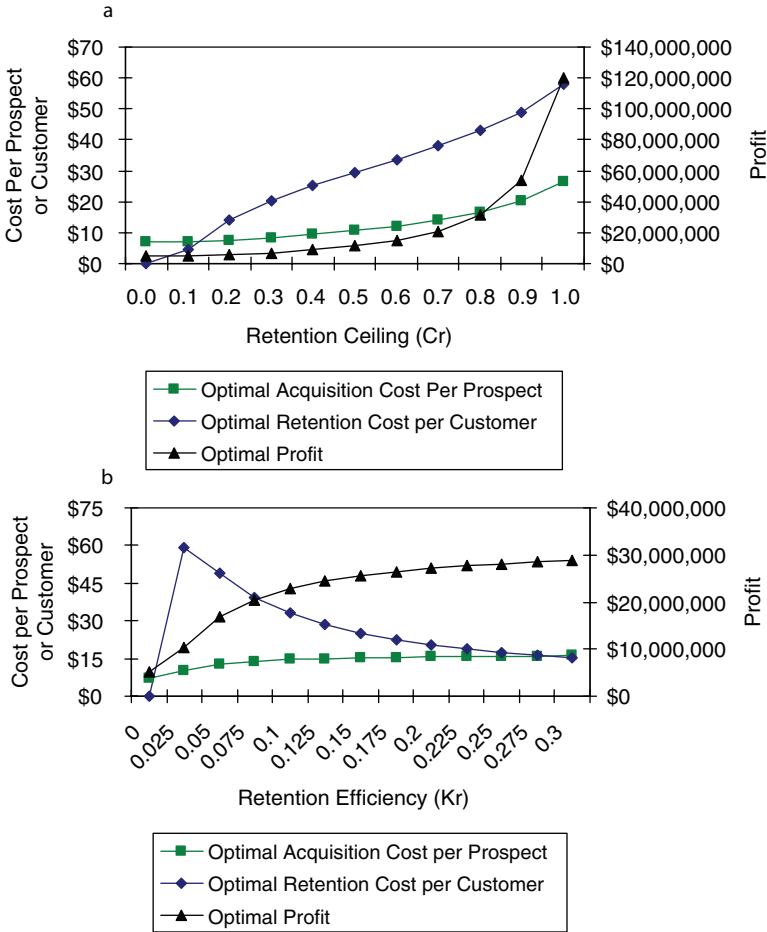 a
$70
$60
$50
$40
$30
$20
$10
$0
Cost Per Prospect
or Customer
$140,000,000
$120,000,000
$100,000,000
$80,000,000
$60,000,000
$40,000,000
$20,000,000
$0
Profit
0.0 0.1 0.2 0.3 0.4 0.5 0.6 0.7 0.8 0.9 1.0
Retention Ceiling (Cr)
Optimal Acquisition Cost Per Prospect
Optimal Retention Cost per Customer
Optimal Profit
b
$75
$60
$45
$30
$15
$0
Cost per Prospect
or Customer
$40,000,000
$30,000,000
$20,000,000
$10,000,000
$0
Profit
0 0.025 0.05 0.075 0.1 0.125 0.15 0.175 0.2 0.225 0.25 0.275 0.3
Retention Efficiency (Kr)
Optimal Acquisition Cost per Prospect
Optimal Retention Cost per Customer
Optimal Profit